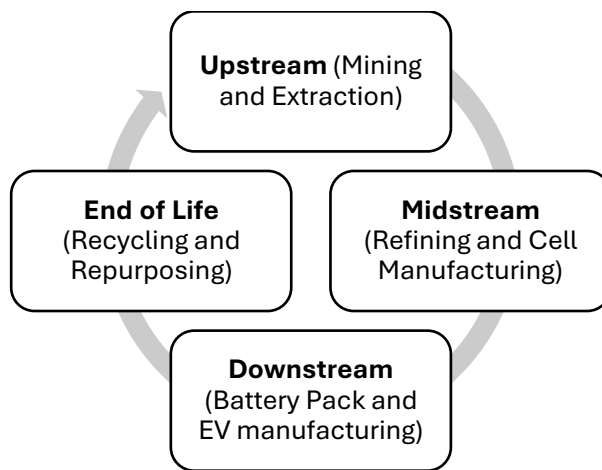 Upstream (Mining
and Extraction)
End of Life
(Recycling and
Repurposing)
Midstream
(Refining and Cell
Manufacturing)
Downstream
(Battery Pack and
EV manufacturing)